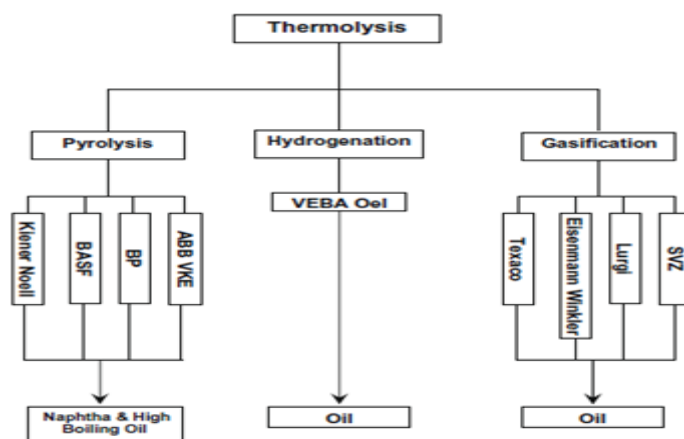 Thermolysis
Pyrolysis
Hydrogenation
Gasification
VEBA Oel
Kiener Noell
BASF
BP
ABB VKE
Texaco
Eisenmann Winkler
Lurgi
SVZ
Naphtha & High
Boiling Oil
Oil
Oil